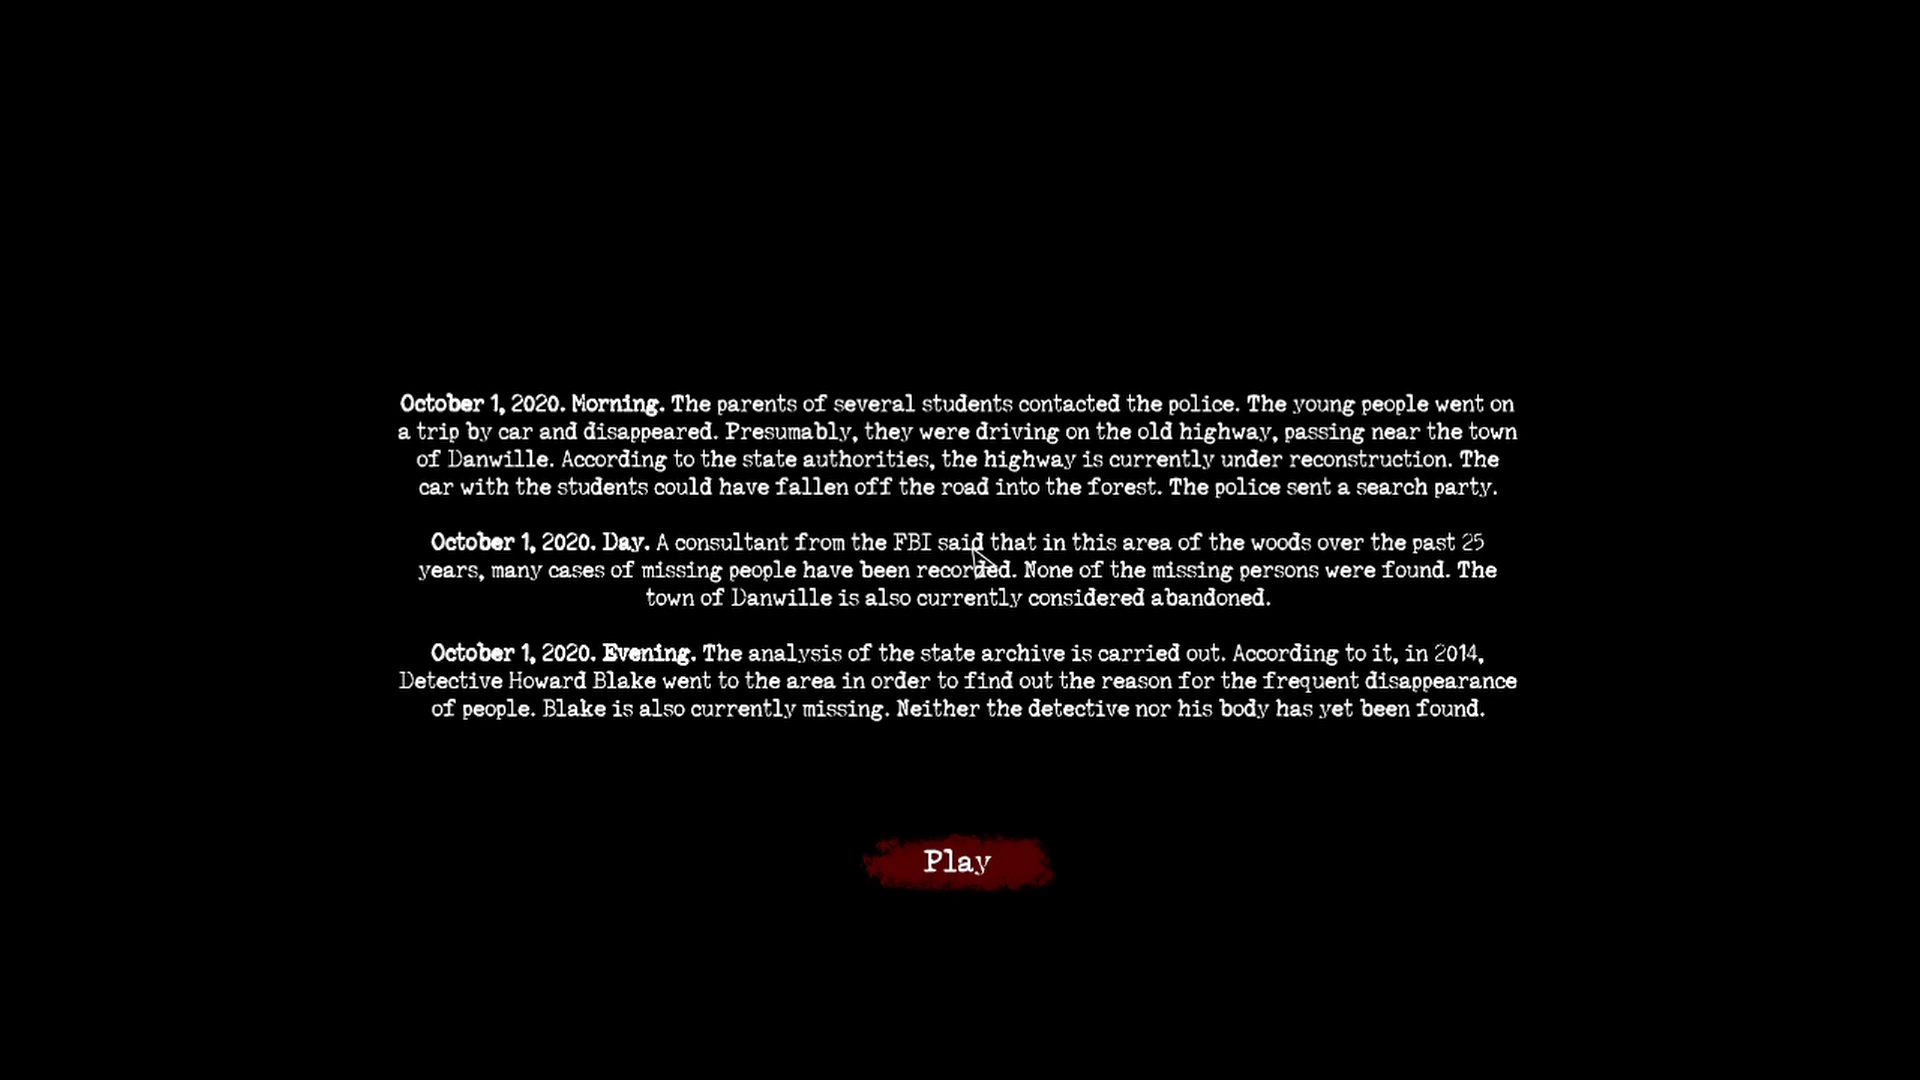 October 1, 2020. Morning. The parents of several students contacted the police. The young people went on
a trip by car and disappeared. Presumably, they were driving on the old highway, passing near the town
of Danwille. According to the state authorities, the highway is currently under reconstruction. The
car with the students could have fallen off the road into the forest. The police sent a search party.
October 1, 2020. Day. A consultant from the FBI said that in this area of the woods over the past 25
years, many cases of missing people have been recorded. None of the missing persons were found. The
town of Danwille is also currently considered abandoned.
October 1, 2020. Evening. The analysis of the state archive is carried out. According to it, in 2014,
Detective Howard Blake went to the area in order to find out the reason for the frequent disappearance
of people. Blake is also currently missing. Neither the detective nor his body has yet been found.
Play